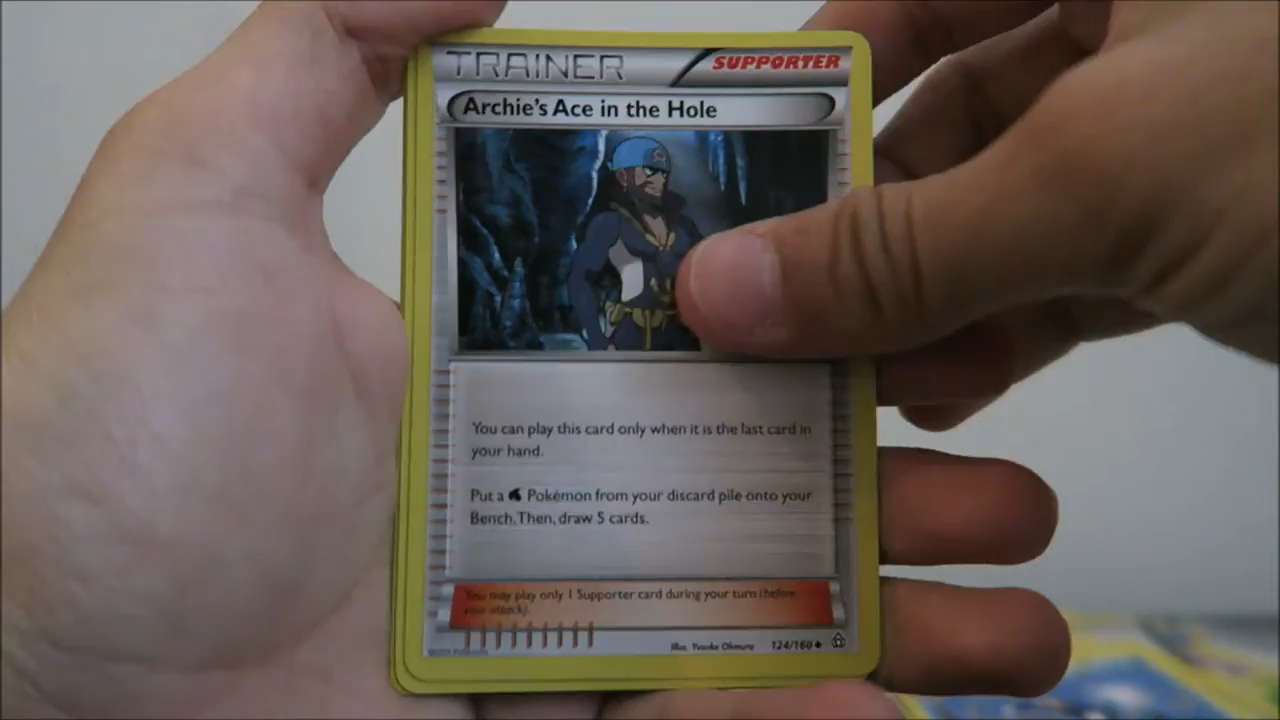 TRAINER
SUPPORTER
Archie's Ace in the Hole
You can play this card only when it is the last card in
your hand.
Put a Pokémon from your discard pile onto your
Bench. Then, draw 5 cards.
You may play only 1 Supporter card during your turn (before
your attack).
Illus. Yusuke Ohmura 124/160